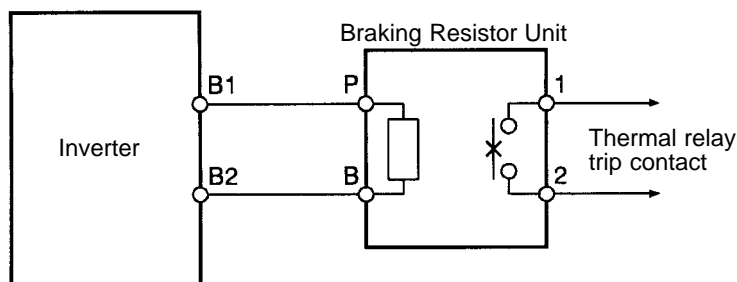 Braking Resistor Unit
B1
P
1
Inverter
Thermal relay
trip contact
B2
B
2